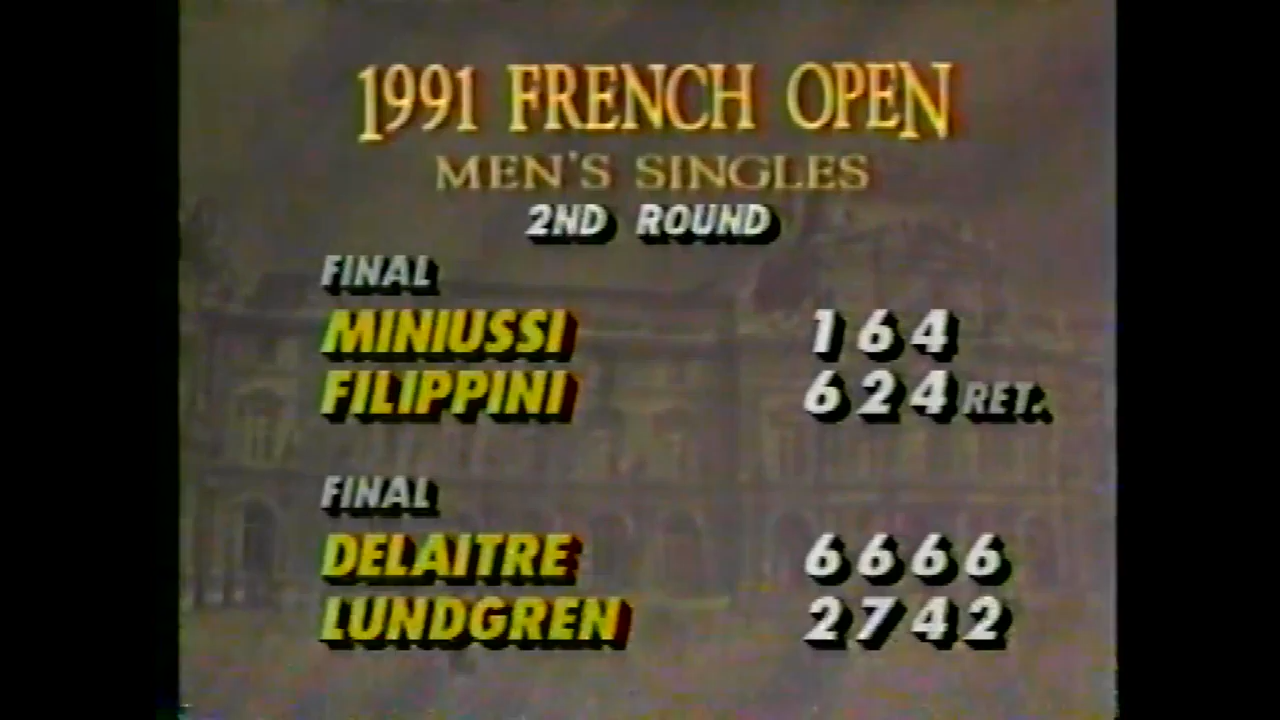 1991 FRENCH OPEN
MEN'S SINGLES
2ND ROUND
FINAL
MINIUSSI 1 6 4
FILIPPINI 6 2 4 RET.
FINAL
DELAITRE 6 6 6 6
LUNDGREN 2 7 4 2